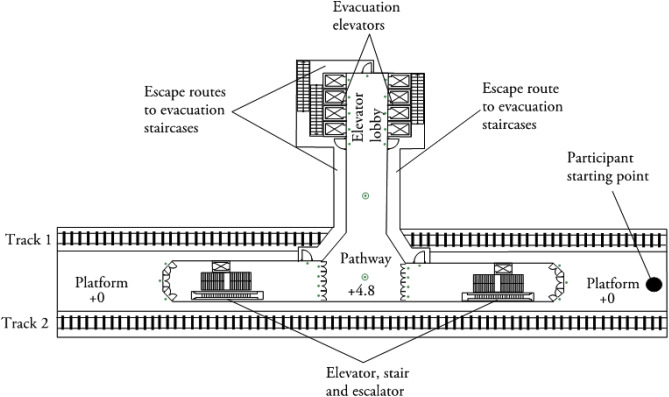 Evacuation
elevators
Escape routes
to evacuation
staircases
Escape route
to evacuation
staircases
Elevator
lobby
Participant
starting point
Track 1
Pathway
+4.8
Platform
+0
Platform
+0
Track 2
Elevator, stair
and escalator